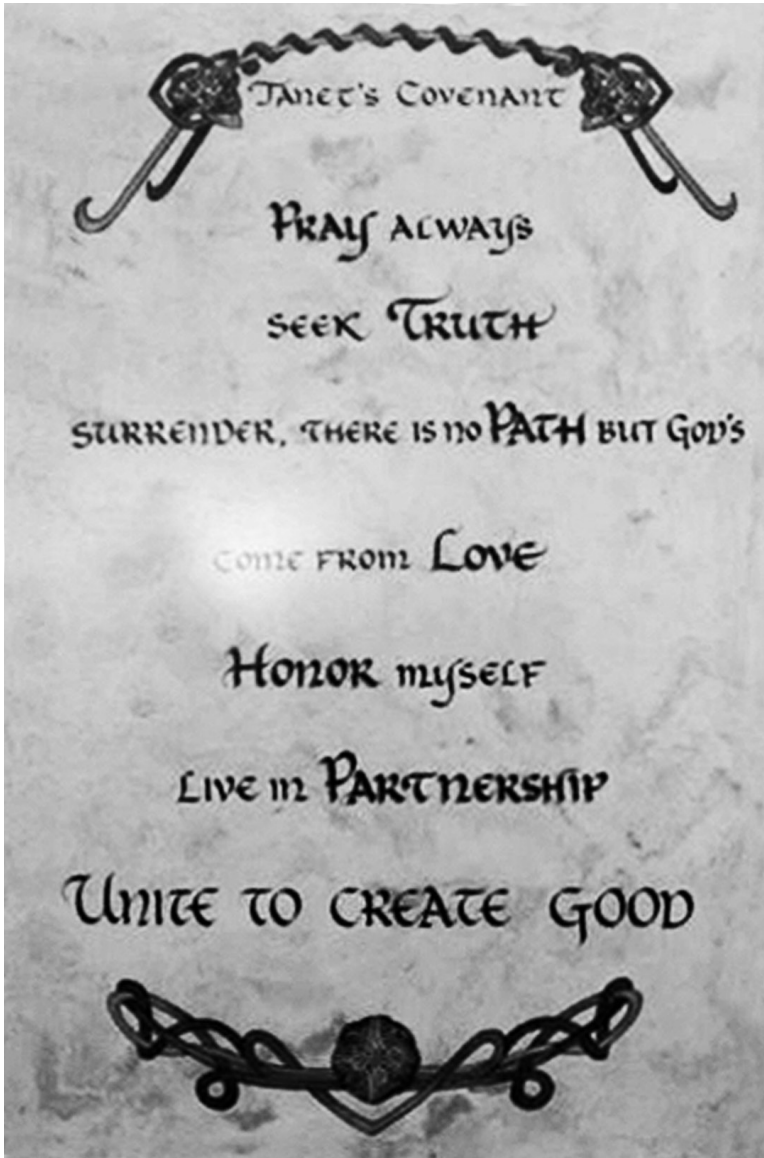 Janet's Covenant
Pray always
seek Truth
surrender, there is no Path but God's
come from Love
Honor myself
Live in Partnership
Unite to create good